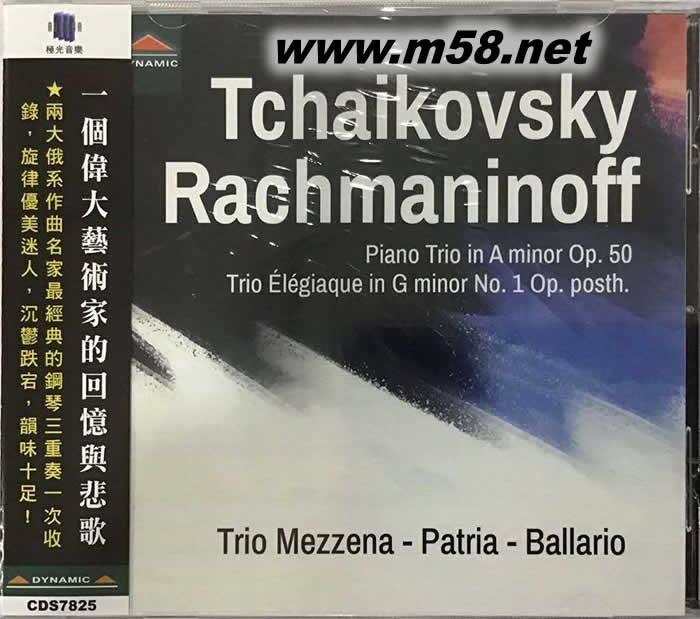 極光音樂
一個偉大藝術家的回憶與悲歌
★兩大俄系作曲名家最經典的鋼琴三重奏一次收
錄，旋律優美迷人，沉鬱跌宕，韻味十足！
DYNAMIC
CDS7825
DYNAMIC
www.m58.net
Tchaikovsky
Rachmaninoff
Piano Trio in A minor Op. 50
Trio Élégiaque in G minor No. 1 Op. posth.
Trio Mezzena - Patria - Ballario